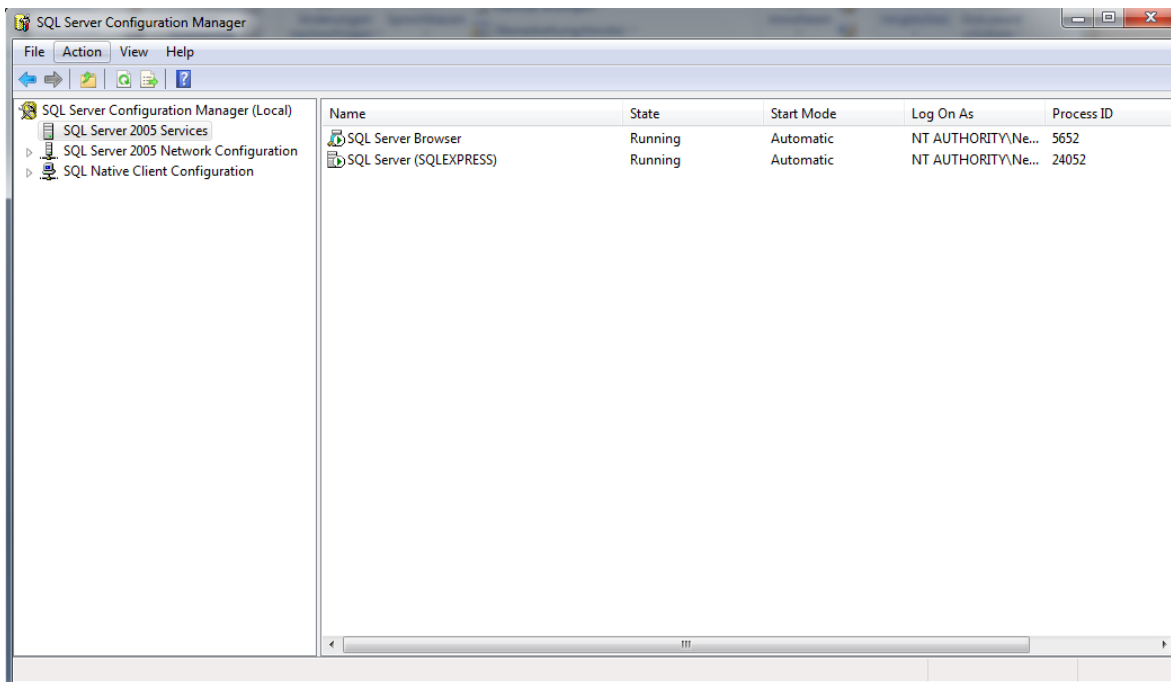 SQL Server Configuration Manager
File Action View Help
SQL Server Configuration Manager (Local)
SQL Server 2005 Services
SQL Server 2005 Network Configuration
SQL Native Client Configuration
Name State Start Mode Log On As Process ID
SQL Server Browser Running Automatic NT AUTHORITY\Ne... 5652
SQL Server (SQLEXPRESS) Running Automatic NT AUTHORITY\Ne... 24052